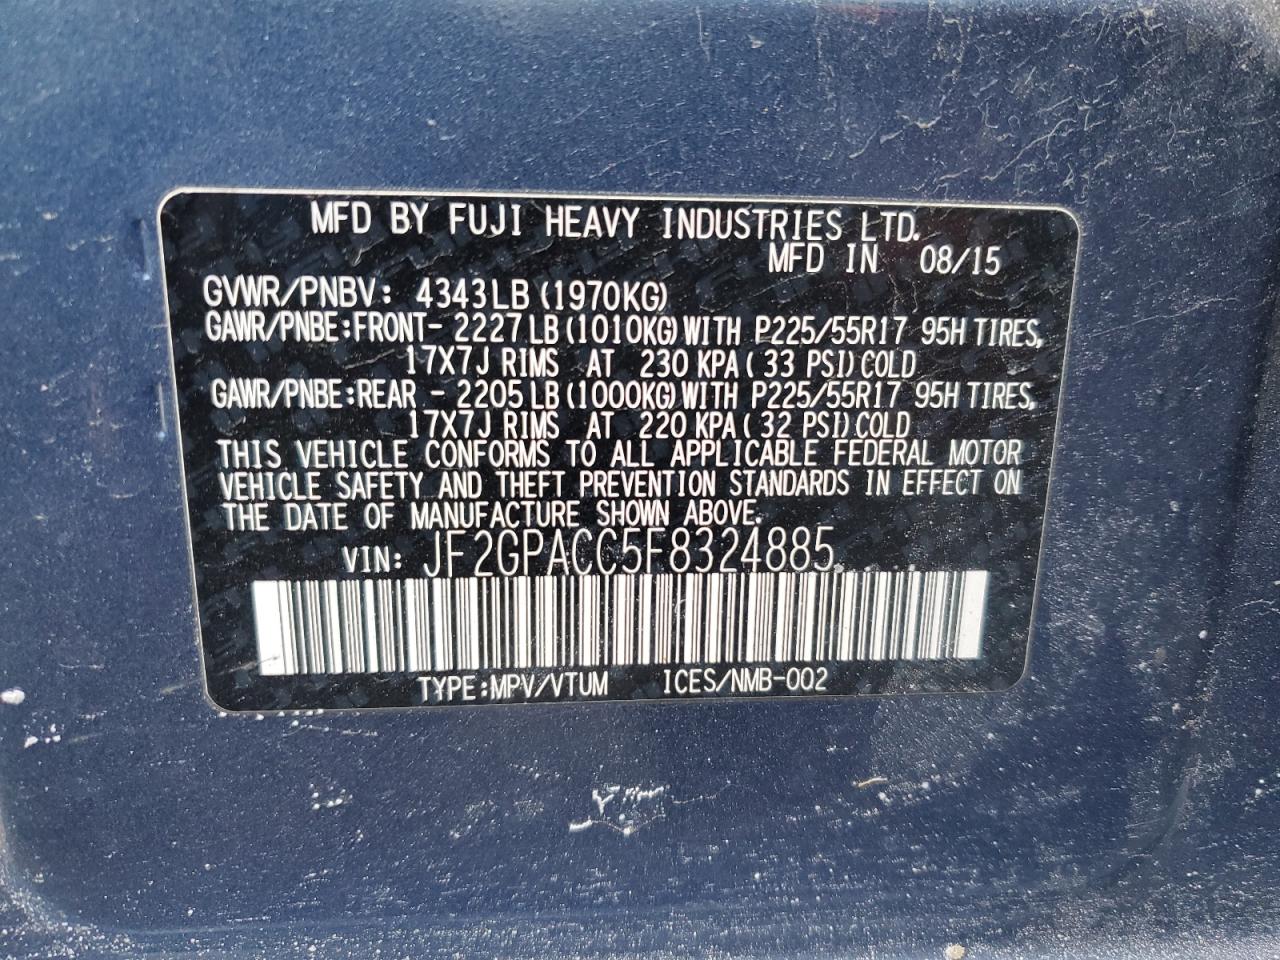 MFD BY FUJI HEAVY INDUSTRIES LTD.
MFD IN 08/15
GVWR/PNBV: 4343LB (1970KG)
GAWR/PNBE:FRONT- 2227LB (1010KG) WITH P225/55R17 95H TIRES,
17X7J RIMS AT 230 KPA ( 33 PSI) COLD
GAWR/PNBE:REAR - 2205LB (1000KG) WITH P225/55R17 95H TIRES,
17X7J RIMS AT 220 KPA ( 32 PSI) COLD
THIS VEHICLE CONFORMS TO ALL APPLICABLE FEDERAL MOTOR
VEHICLE SAFETY AND THEFT PREVENTION STANDARDS IN EFFECT ON
THE DATE OF MANUFACTURE SHOWN ABOVE.
VIN: JF2GPACC5F8324885
TYPE:MPV/VTUM ICES/NMB-002